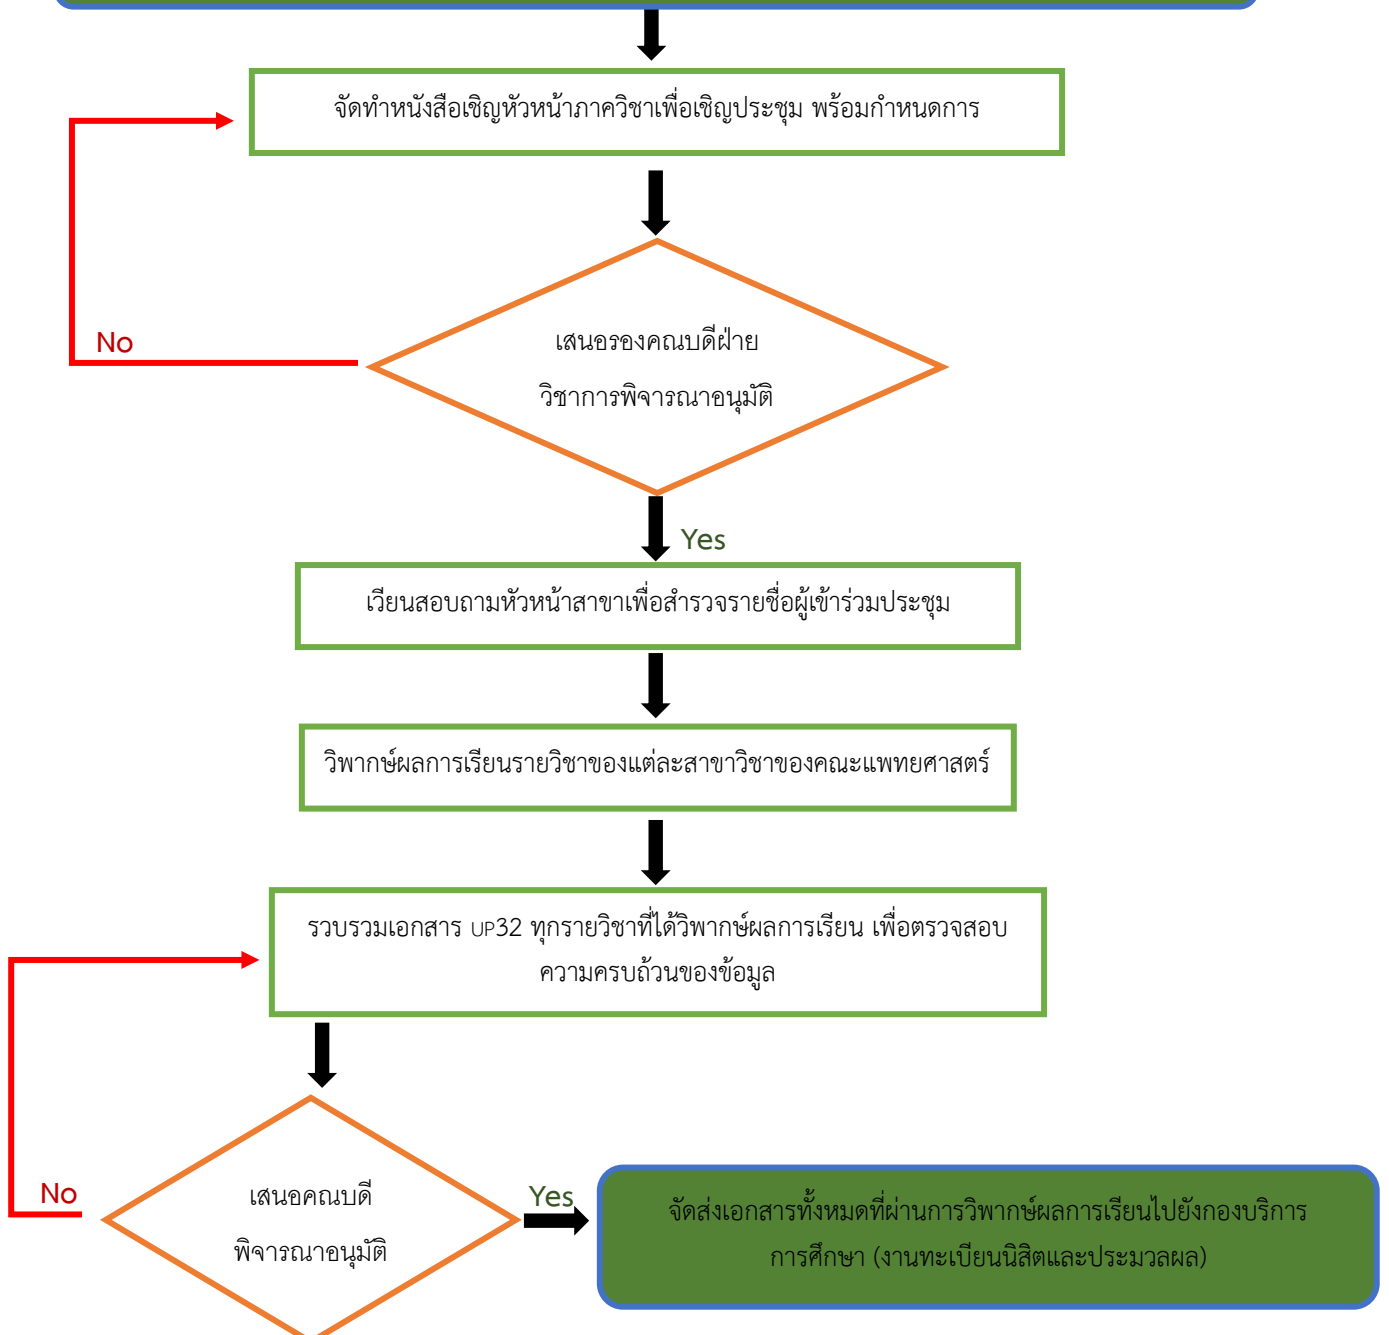 จัดทำหนังสือเชิญหัวหน้าภาควิชาเพื่อเชิญประชุม พร้อมกำหนดการ
No
เสนอรองคณบดีฝ่าย
วิชาการพิจารณาอนุมัติ
Yes
เวียนสอบถามหัวหน้าสาขาเพื่อสำรวจรายชื่อผู้เข้าร่วมประชุม
วิพากษ์ผลการเรียนรายวิชาของแต่ละสาขาวิชาของคณะแพทยศาสตร์
รวบรวมเอกสาร UP32 ทุกรายวิชาที่ได้วิพากษ์ผลการเรียน เพื่อตรวจสอบ
ความครบถ้วนของข้อมูล
No
เสนอคณบดี
พิจารณาอนุมัติ
Yes
จัดส่งเอกสารทั้งหมดที่ผ่านการวิพากษ์ผลการเรียนไปยังกองบริการ
การศึกษา (งานทะเบียนนิสิตและประมวลผล)